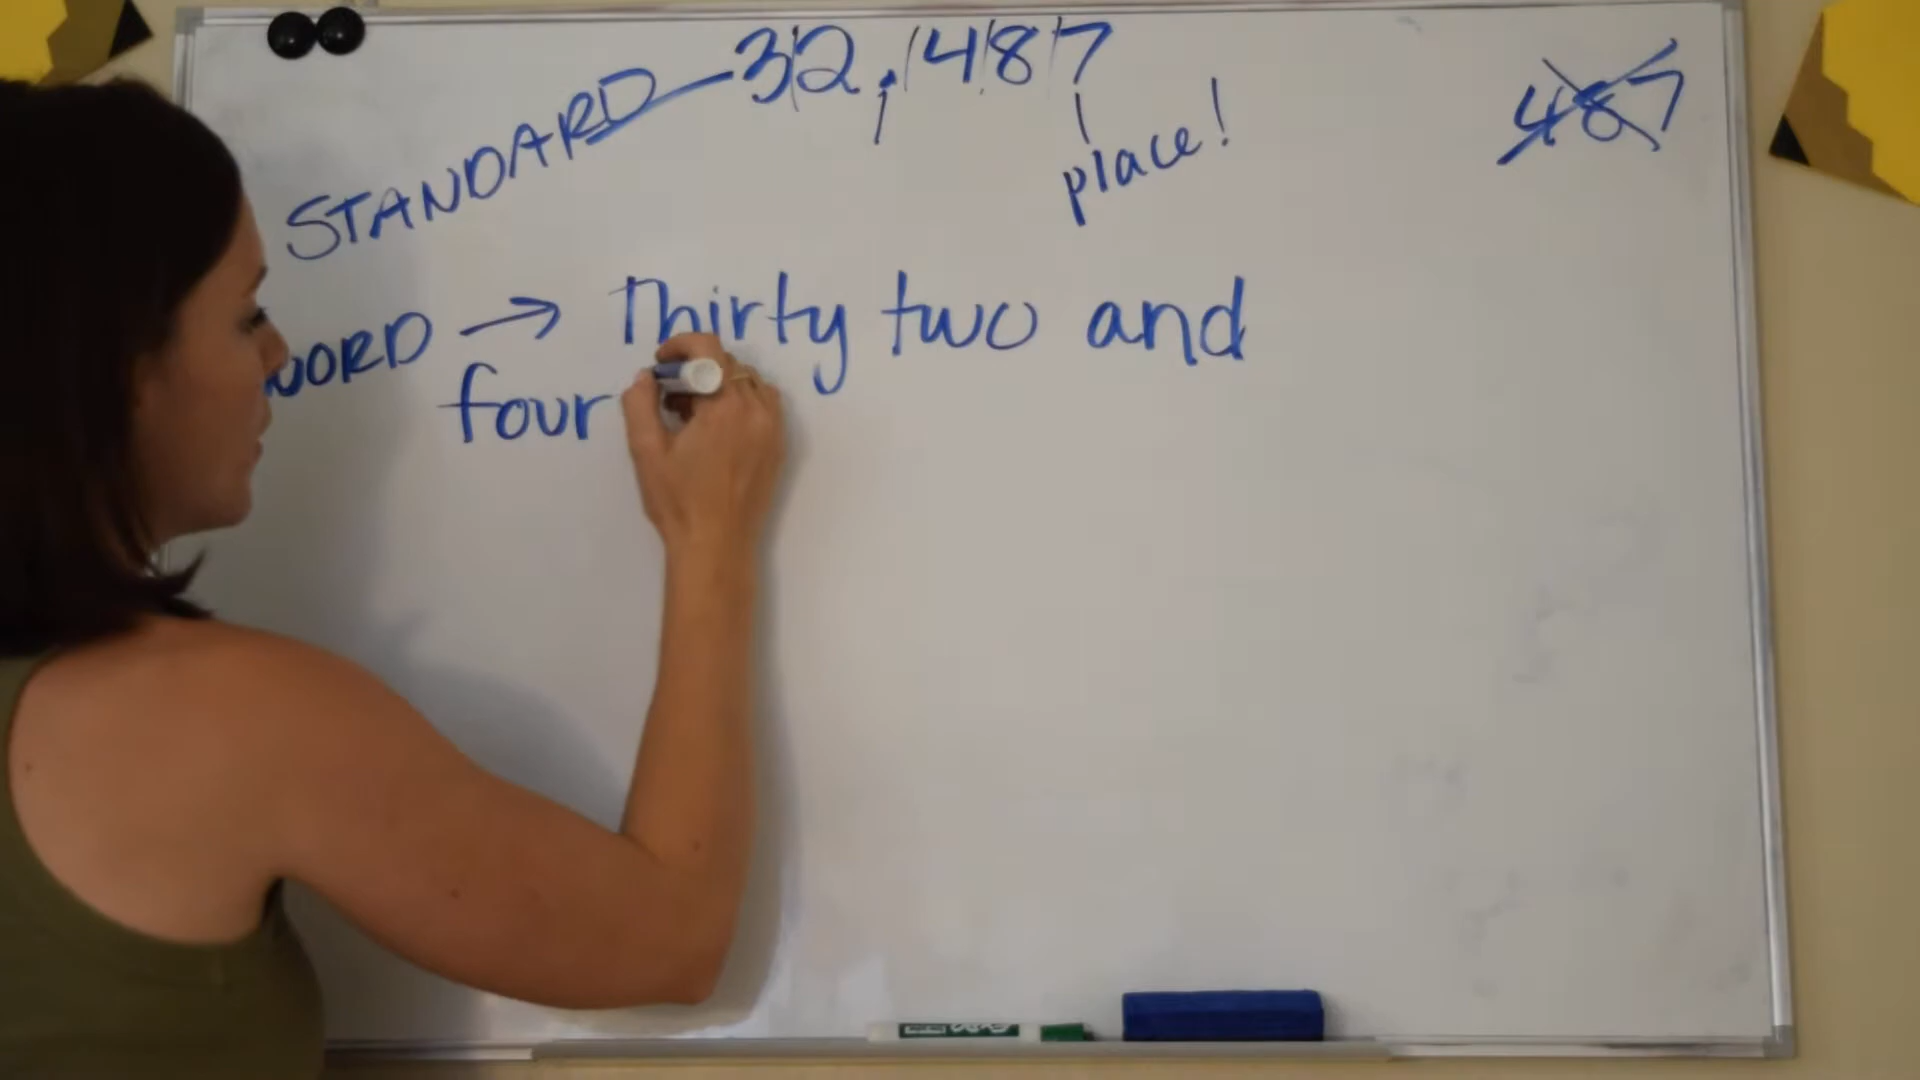 STANDARD - 32.487
487
place!
WORD → Thirty two and
four